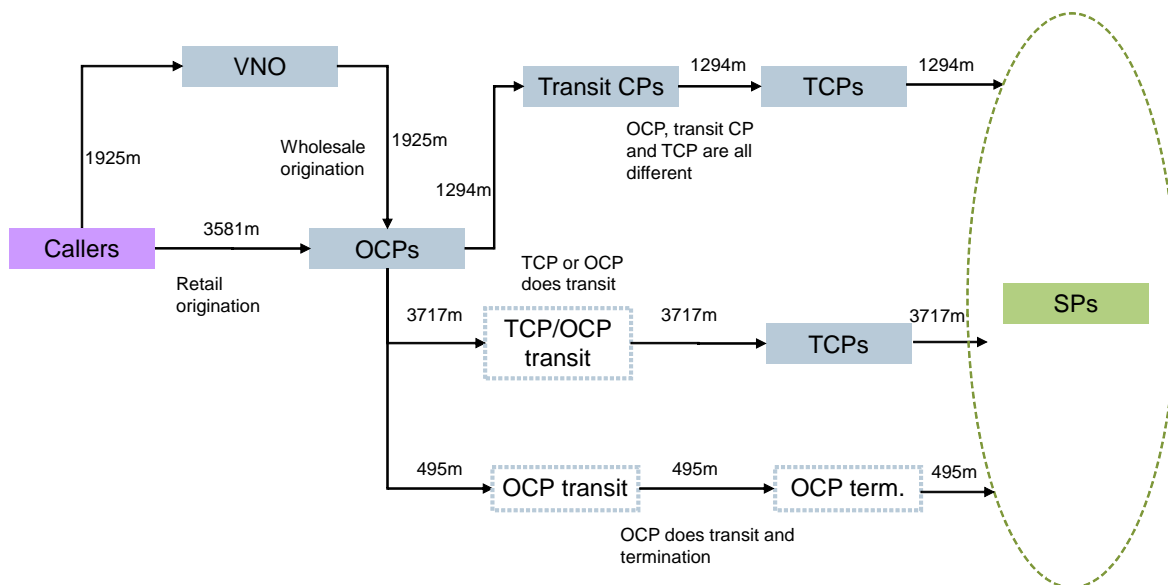 VNO
1294m
1294m
Transit CPs
TCPs
OCP, transit CP
and TCP are all
different
Wholesale
origination
1925m
1925m
1294m
3581m
Callers
OCPs
Retail
origination
TCP or OCP
does transit
3717m
3717m
3717m
TCP/OCP
transit
TCPs
SPs
495m
495m
495m
OCP transit
OCP term.
OCP does transit and
termination